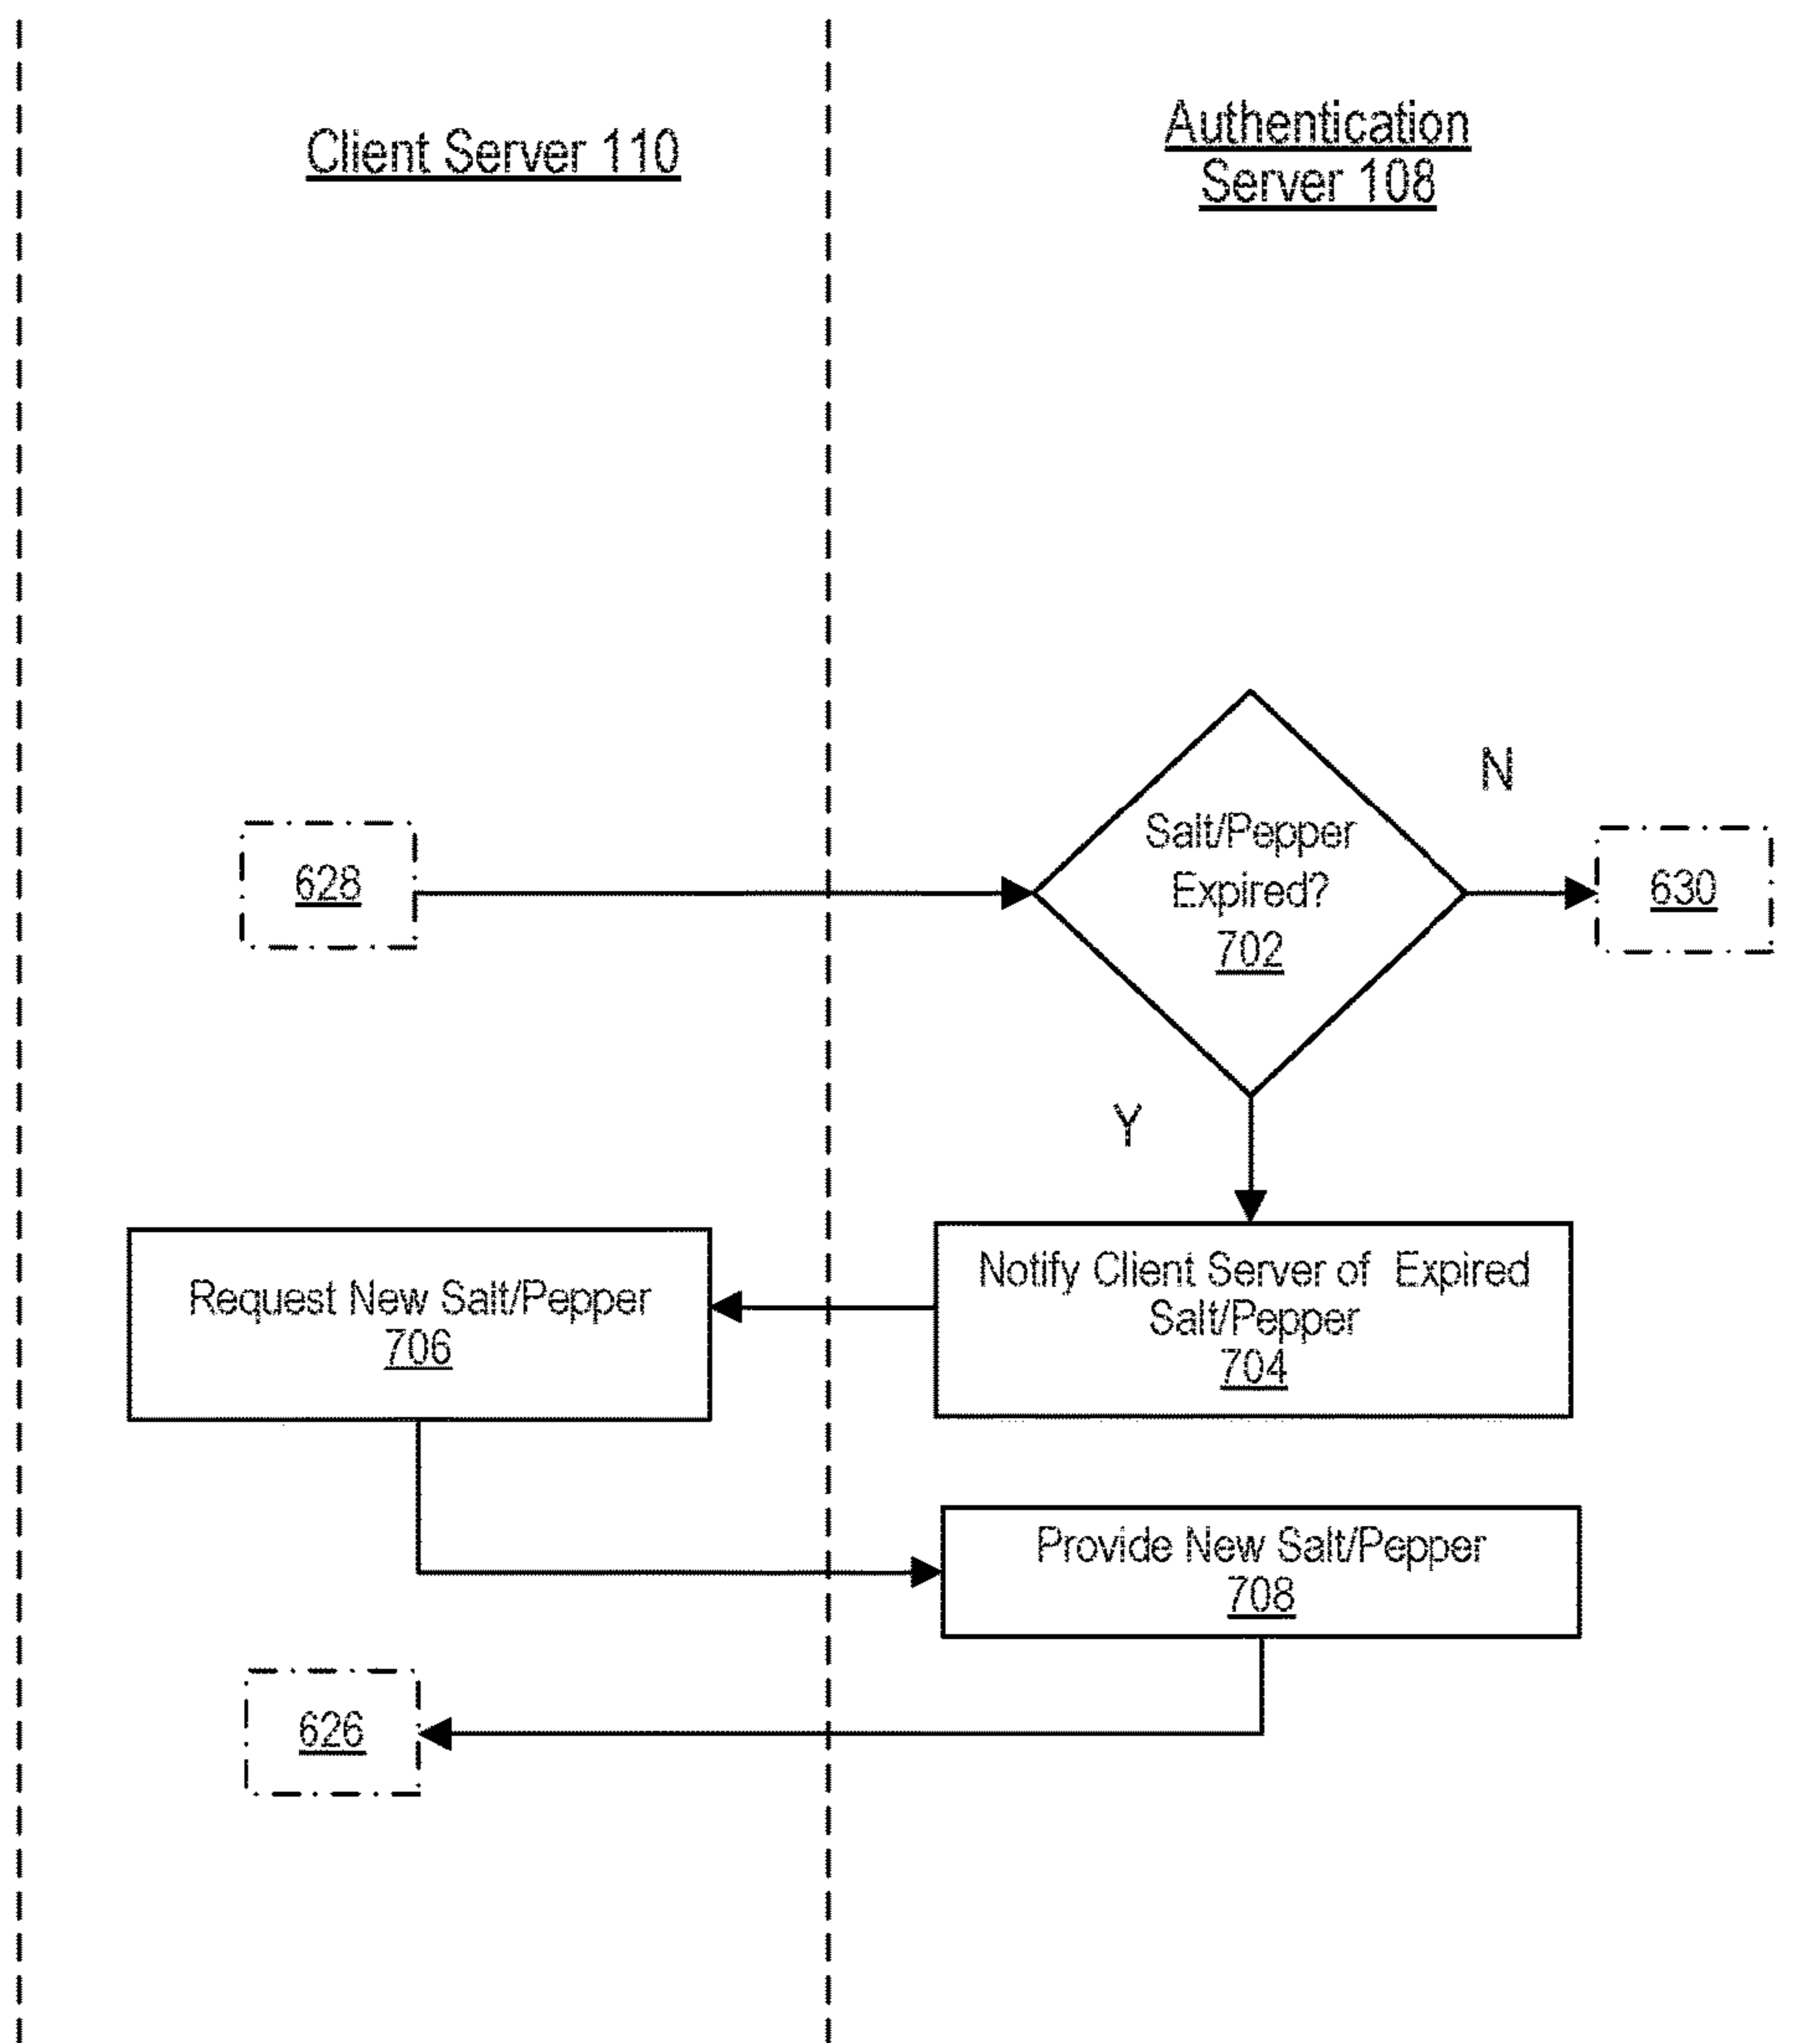 Client Server 110
Authentication
Server 108
N
Salt/Pepper
Expired?
702
628
630
Y
Notify Client Server of Expired
Salt/Pepper
704
Request New Salt/Pepper
706
Provide New Salt/Pepper
708
626